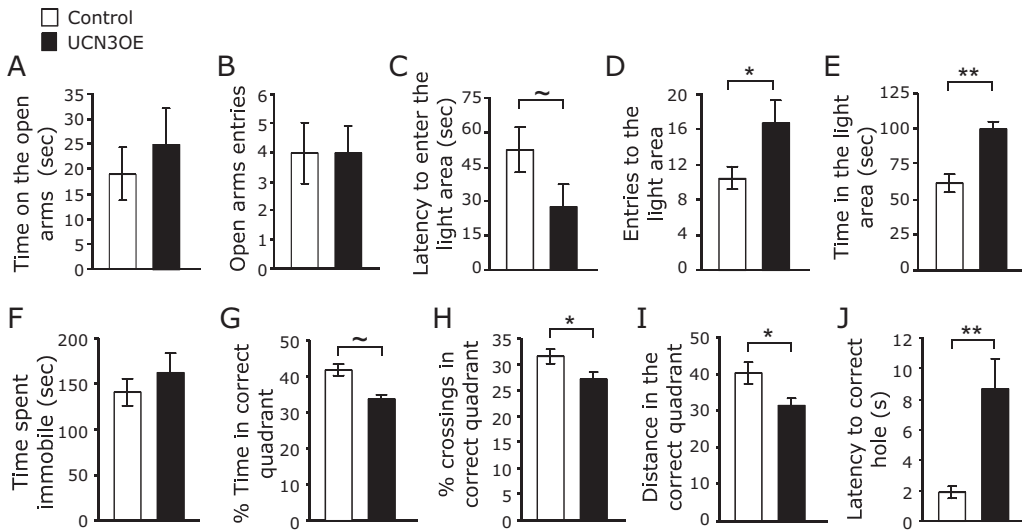 Control
UCN3OE
A
Time on the open
arms (sec)
35
30
25
20
15
10
5
0
B
Open arms entries
6
5
4
3
2
1
0
C
Latency to enter the
light area (sec)
75
60
45
30
15
0
~
D
Entries to the
light area
20
16
12
8
4
0
*
E
Time in the light
area (sec)
125
100
75
50
25
0
**
F
Time spent
immobile (sec)
200
150
100
50
0
G
% Time in correct
quadrant
50
40
30
20
10
0
~
H
% crossings in
correct quadrant
35
30
25
20
15
10
5
0
*
I
Distance in the
correct quadrant
50
40
30
20
10
0
*
J
Latency to correct
hole (s)
12
10
8
6
4
2
0
**